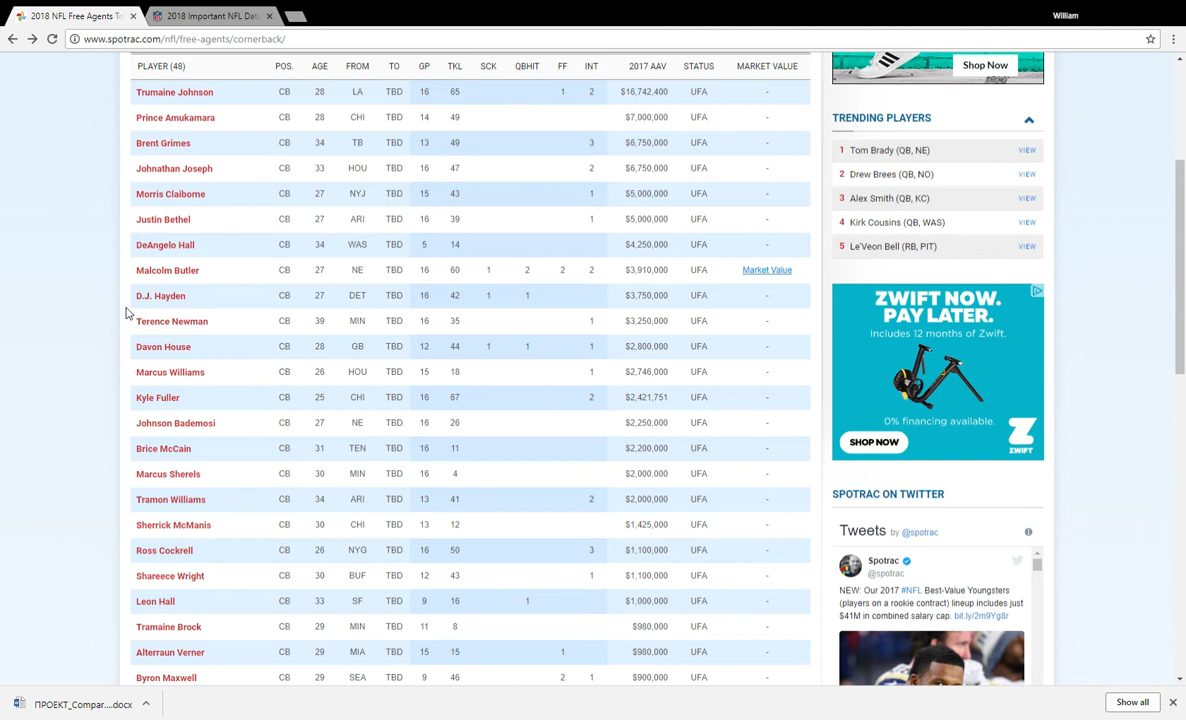 2018 NFL Free Agents Tr
2018 Important NFL Dat
William
www.spotrac.com/nfl/free-agents/cornerback/
PLAYER (48) POS. AGE FROM TO GP TKL SCK QBHIT FF INT 2017 AAV STATUS MARKET VALUE
Trumaine Johnson CB 28 LA TBD 16 65 1 2 $16,742,400 UFA -
Prince Amukamara CB 28 CHI TBD 14 49 $7,000,000 UFA -
Brent Grimes CB 34 TB TBD 13 49 3 $6,750,000 UFA -
Johnathan Joseph CB 33 HOU TBD 16 47 2 $6,750,000 UFA -
Morris Claiborne CB 27 NYJ TBD 15 43 1 $5,000,000 UFA -
Justin Bethel CB 27 ARI TBD 16 39 1 $5,000,000 UFA -
DeAngelo Hall CB 34 WAS TBD 5 14 $4,250,000 UFA -
Malcolm Butler CB 27 NE TBD 16 60 1 2 2 2 $3,910,000 UFA Market Value
D.J. Hayden CB 27 DET TBD 16 42 1 1 $3,750,000 UFA -
Terence Newman CB 39 MIN TBD 16 35 1 $3,250,000 UFA -
Davon House CB 28 GB TBD 12 44 1 1 1 $2,800,000 UFA -
Marcus Williams CB 26 HOU TBD 15 18 1 $2,746,000 UFA -
Kyle Fuller CB 25 CHI TBD 16 67 2 $2,421,751 UFA -
Johnson Bademosi CB 27 NE TBD 16 26 $2,250,000 UFA -
Brice McCain CB 31 TEN TBD 16 11 $2,200,000 UFA -
Marcus Sherels CB 30 MIN TBD 16 4 $2,000,000 UFA -
Tramon Williams CB 34 ARI TBD 13 41 2 $2,000,000 UFA -
Sherrick McManis CB 30 CHI TBD 13 12 $1,425,000 UFA -
Ross Cockrell CB 26 NYG TBD 16 50 3 $1,100,000 UFA -
Shareece Wright CB 30 BUF TBD 12 43 1 $1,100,000 UFA -
Leon Hall CB 33 SF TBD 9 16 1 $1,000,000 UFA -
Tramaine Brock CB 29 MIN TBD 11 8 $980,000 UFA -
Alterraun Verner CB 29 MIA TBD 15 15 1 $980,000 UFA -
Byron Maxwell CB 29 SEA TBD 9 46 2 1 $900,000 UFA -
Shop Now
TRENDING PLAYERS
1 Tom Brady (QB, NE) VIEW
2 Drew Brees (QB, NO) VIEW
3 Alex Smith (QB, KC) VIEW
4 Kirk Cousins (QB, WAS) VIEW
5 Le'Veon Bell (RB, PIT) VIEW
ZWIFT NOW.
PAY LATER.
Includes 12 months of Zwift.
0% financing available.
SHOP NOW
ZWIFT
SPOTRAC ON TWITTER
Tweets by @spotrac
Spotrac
@spotrac
NEW: Our 2017 #NFL Best-Value Youngsters
(players on a rookie contract) lineup includes just
$41M in combined salary cap. bit.ly/2m9Yg8r
ПРОЕКТ_Compar....docx
Show all